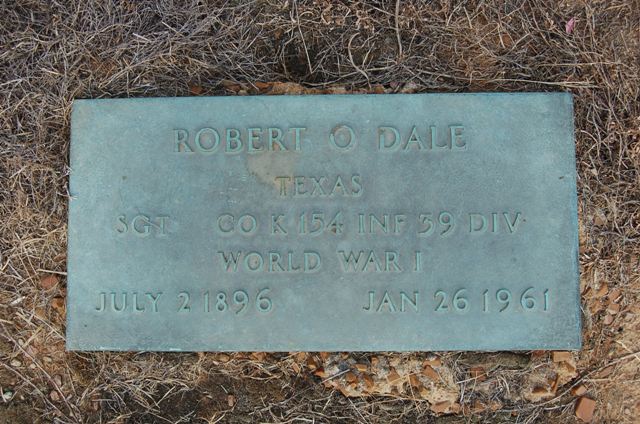 ROBERT O DALE
TEXAS
SGT CO K 154 INF 39 DIV
WORLD WAR I
JULY 2 1896 JAN 26 1961